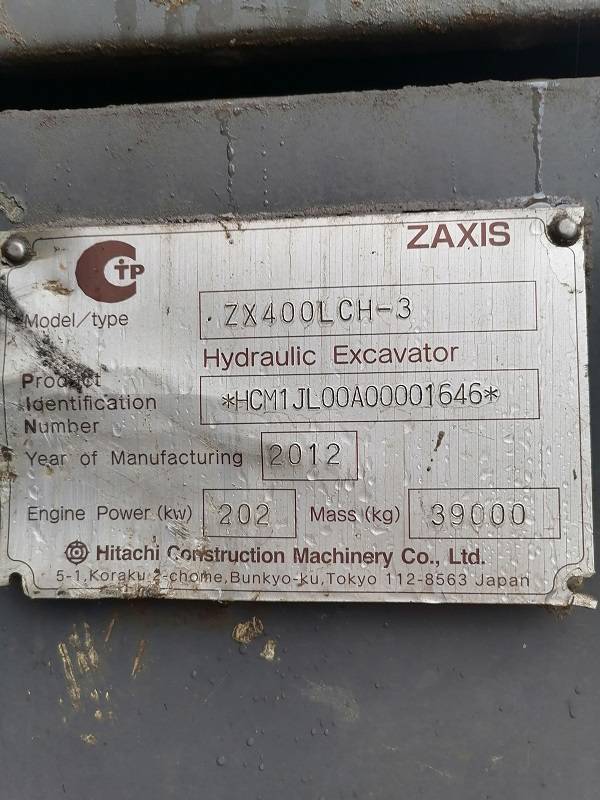 CTP
ZAXIS
Model/type
ZX400LCH-3
Hydraulic Excavator
Product
Identification
Number
*HCM1JL00A00001646*
Year of Manufacturing 2012
Engine Power (kw) 202 Mass (kg) 39000
Hitachi Construction Machinery Co., Ltd.
5-1,Koraku 2-chome,Bunkyo-ku,Tokyo 112-8563 Japan